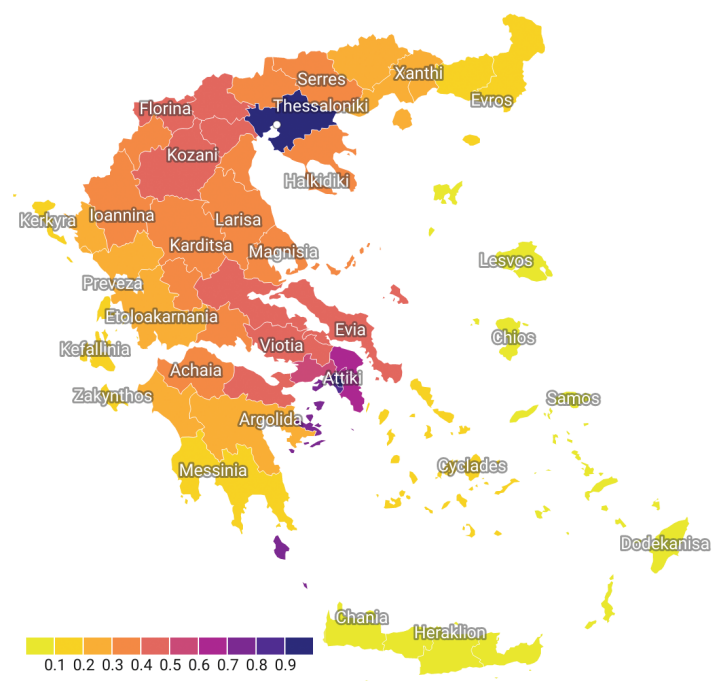 Serres
Xanthi
Evros
Florina
Thessaloniki
Kozani
Halkidiki
Kerkyra
Ioannina
Larisa
Karditsa
Magnisia
Lesvos
Preveza
Etoloakarnania
Evia
Chios
Kefallinia
Viotia
Achaia
Attiki
Zakynthos
Samos
Argolida
Messinia
Cyclades
Dodekanisa
Chania
Heraklion
0.1 0.2 0.3 0.4 0.5 0.6 0.7 0.8 0.9